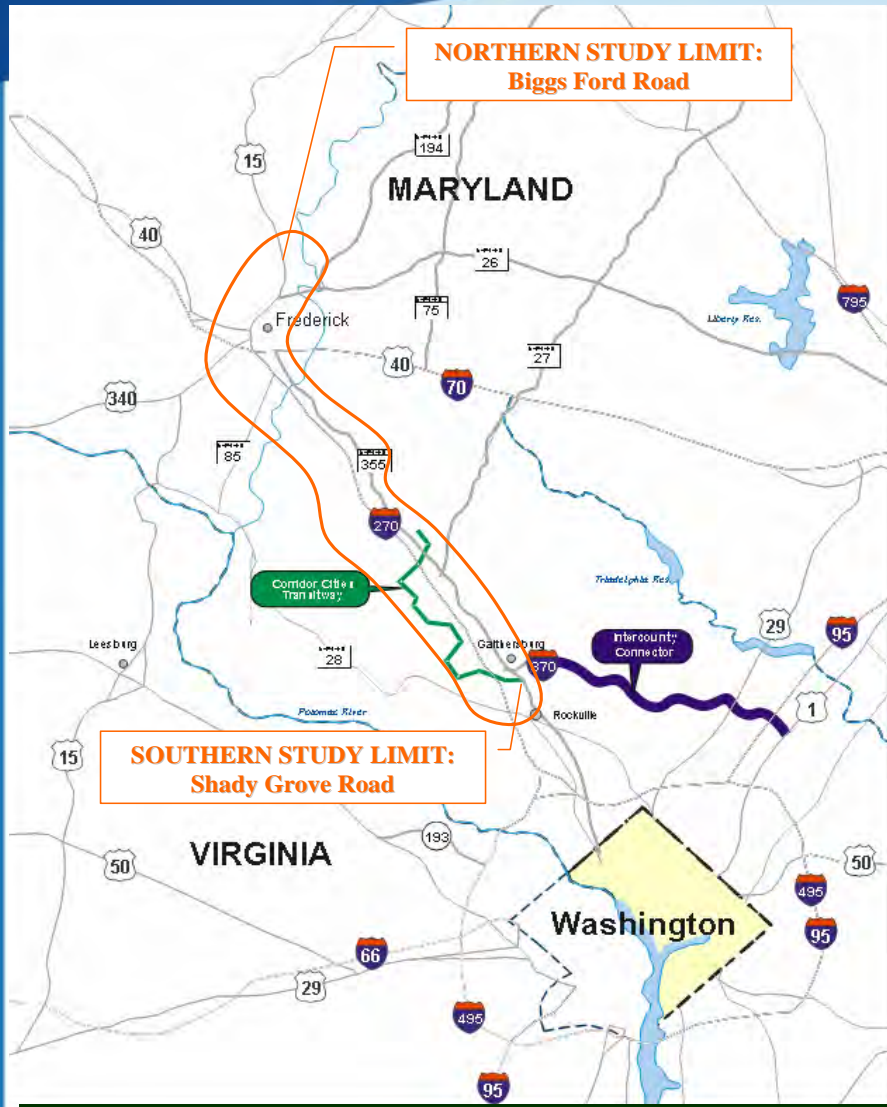 NORTHERN STUDY LIMIT:
Biggs Ford Road
194
15
MARYLAND
40
26
795
75
Frederick
Liberty Res.
27
40
70
340
85
355
270
Corridor Cities
Transitway
Triadelphia Res.
29
95
Intercounty
Connector
Leesburg
Gaithersburg
28
370
1
Potomac River
Rockville
15
SOUTHERN STUDY LIMIT:
Shady Grove Road
193
VIRGINIA
50
50
495
Washington
95
66
29
495
95